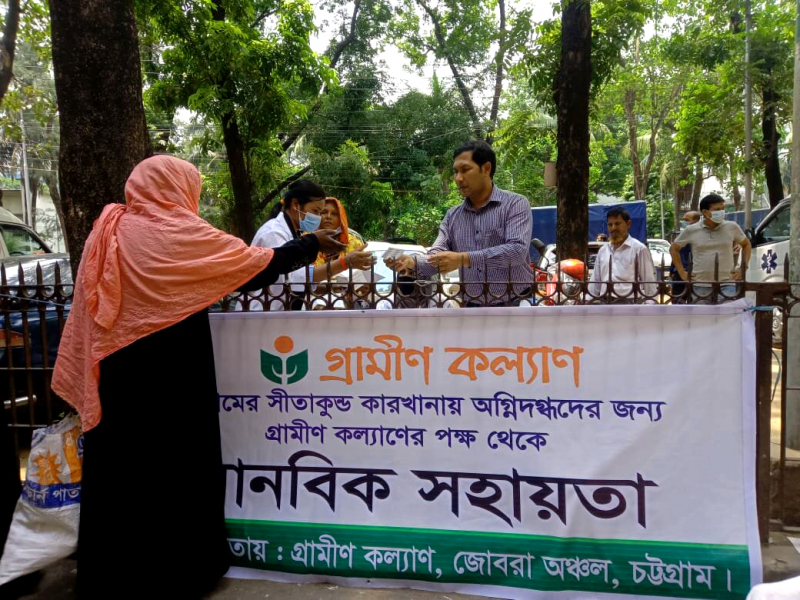 গ্রামীণ কল্যাণ
মের সীতাকুন্ড কারখানায় অগ্নিদগ্ধদের জন্য
গ্রামীণ কল্যাণের পক্ষ থেকে
ানবিক সহায়তা
তায় : গ্রামীণ কল্যাণ, জোবরা অঞ্চল, চট্টগ্রাম।